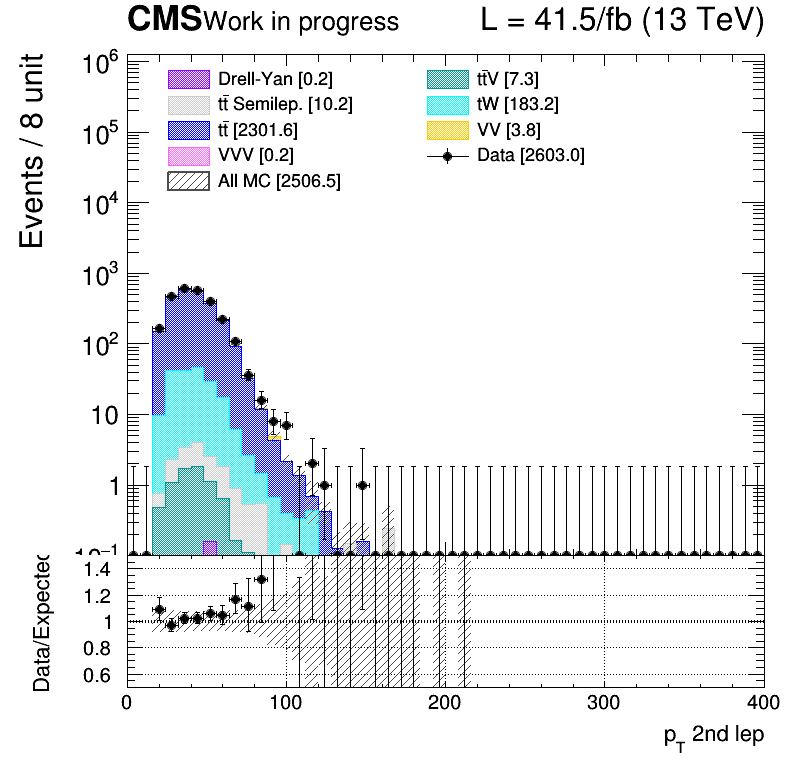 CMS Work in progress L = 41.5/fb (13 TeV)
Events / 8 unit
10⁶
10⁵
10⁴
10³
10²
10
1
10⁻¹
Drell-Yan [0.2]
tt̄ Semilep. [10.2]
tt̄ [2301.6]
VVV [0.2]
All MC [2506.5]
tt̄V [7.3]
tW [183.2]
VV [3.8]
Data [2603.0]
Data/Expected
1.4
1.2
1
0.8
0.6
0 100 200 300 400
p_T 2nd lep